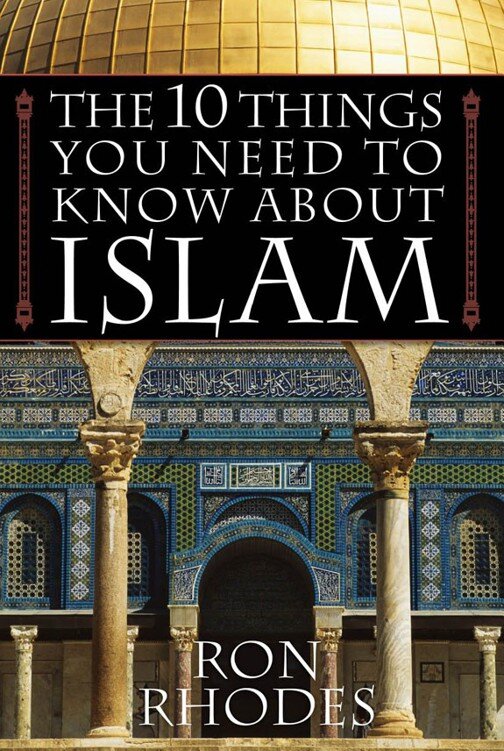 THE 10 THINGS
YOU NEED TO
KNOW ABOUT
ISLAM
RON
RHODES